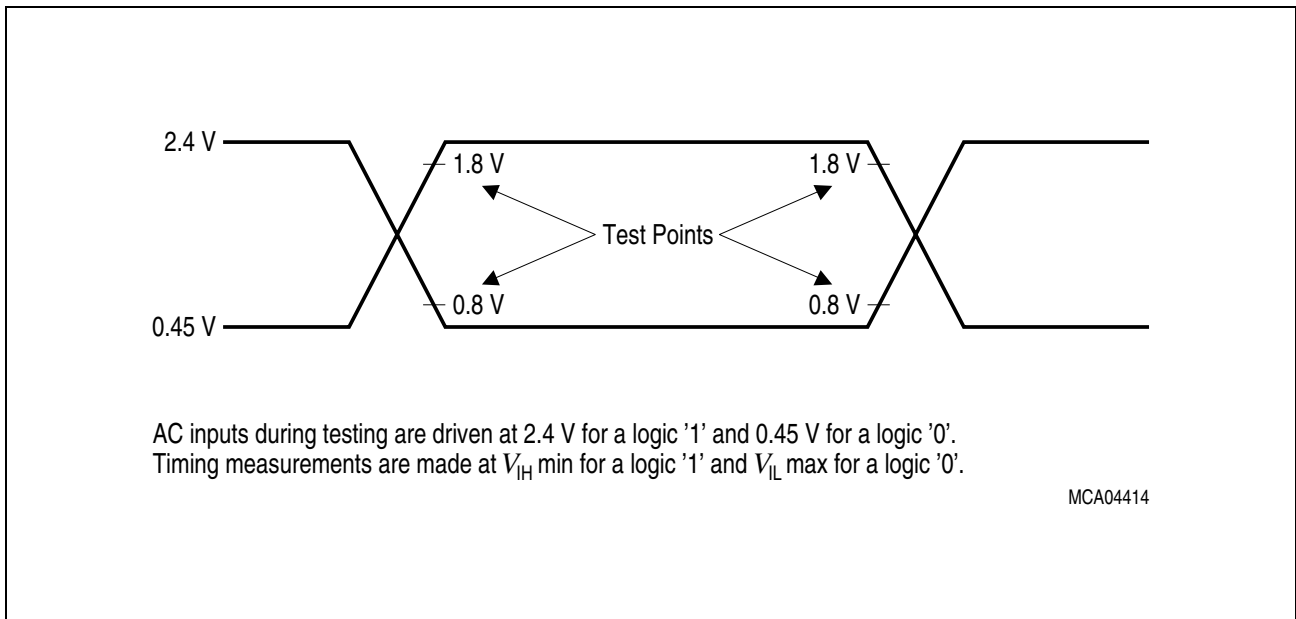 2.4 V
1.8 V
1.8 V
Test Points
0.8 V
0.8 V
0.45 V
AC inputs during testing are driven at 2.4 V for a logic '1' and 0.45 V for a logic '0'.
Timing measurements are made at VIH min for a logic '1' and VIL max for a logic '0'.
MCA04414